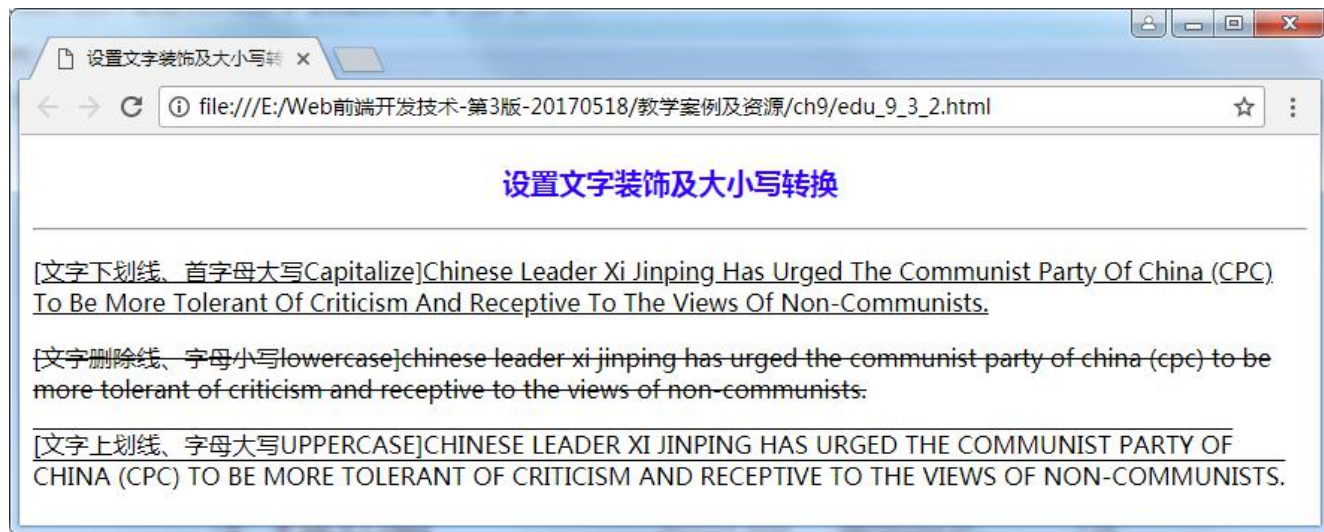 设置文字装饰及大小写转
file:///E:/Web前端开发技术-第3版-20170518/教学案例及资源/ch9/edu_9_3_2.html
设置文字装饰及大小写转换
[文字下划线、首字母大写Capitalize]Chinese Leader Xi Jinping Has Urged The Communist Party Of China (CPC)
To Be More Tolerant Of Criticism And Receptive To The Views Of Non-Communists.
[文字删除线、字母小写lowercase]chinese leader xi jinping has urged the communist party of china (cpc) to be
more tolerant of criticism and receptive to the views of non-communists.
[文字上划线、字母大写UPPERCASE]CHINESE LEADER XI JINPING HAS URGED THE COMMUNIST PARTY OF
CHINA (CPC) TO BE MORE TOLERANT OF CRITICISM AND RECEPTIVE TO THE VIEWS OF NON-COMMUNISTS.